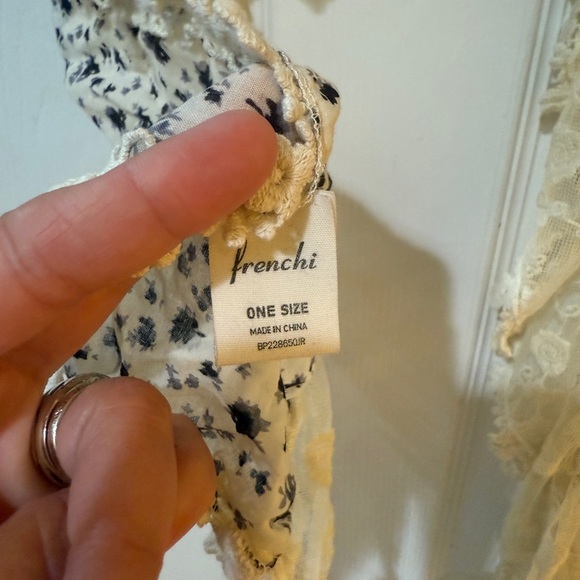 frenchi
ONE SIZE
MADE IN CHINA
BP228650JR